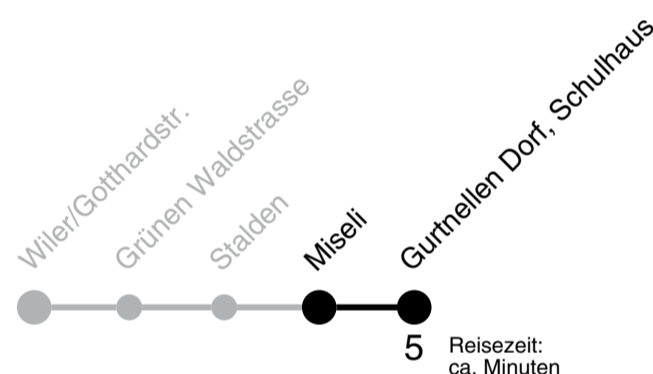 Wiler/Gotthardstr.
Grünen Waldstrasse
Stalden
Miseli
Gurtnellen Dorf, Schulhaus
5
Reisezeit:
ca. Minuten